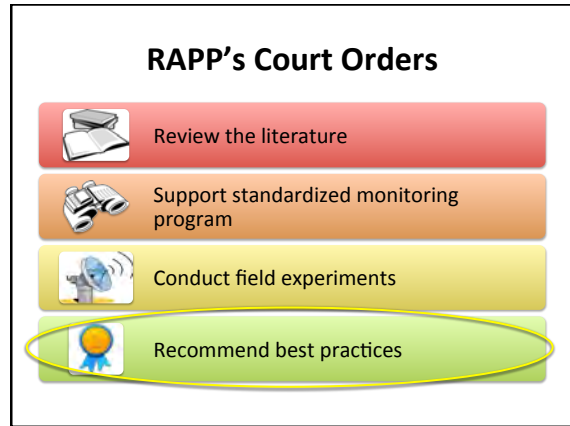 RAPP's Court Orders
Review the literature
Support standardized monitoring
program
Conduct field experiments
Recommend best practices